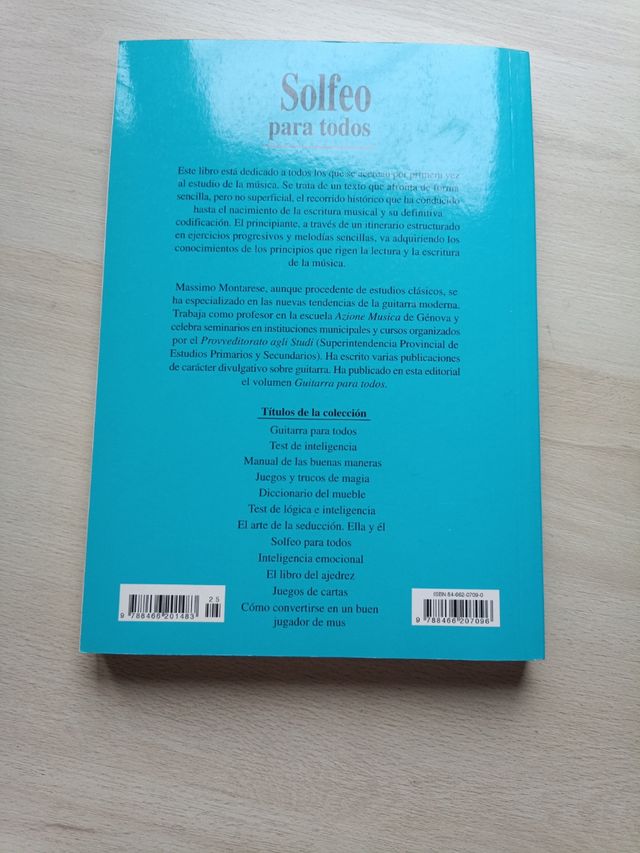 Solfeo
para todos
Este libro está dedicado a todos los que se acercan por primera vez
al estudio de la música. Se trata de un texto que afronta de forma
sencilla, pero no superficial, el recorrido histórico que ha conducido
hasta el nacimiento de la escritura musical y su definitiva
codificación. El principiante, a través de un itinerario estructurado
en ejercicios progresivos y melodías sencillas, va adquiriendo los
conocimientos de los principios que rigen la lectura y la escritura
de la música.
Massimo Montarese, aunque procedente de estudios clásicos, se
ha especializado en las nuevas tendencias de la guitarra moderna.
Trabaja como profesor en la escuela Azione Musica de Génova y
celebra seminarios en instituciones municipales y cursos organizados
por el Provveditorato agli Studi (Superintendencia Provincial de
Estudios Primarios y Secundarios). Ha escrito varias publicaciones
de carácter divulgativo sobre guitarra. Ha publicado en esta editorial
el volumen Guitarra para todos.
Títulos de la colección
Guitarra para todos
Test de inteligencia
Manual de las buenas maneras
Juegos y trucos de magia
Diccionario del mueble
Test de lógica e inteligencia
El arte de la seducción. Ella y él
Solfeo para todos
Inteligencia emocional
El libro del ajedrez
Juegos de cartas
Cómo convertirse en un buen
jugador de mus
25
9 788466 201483
ISBN 84-662-0709-0
9 788466 207096